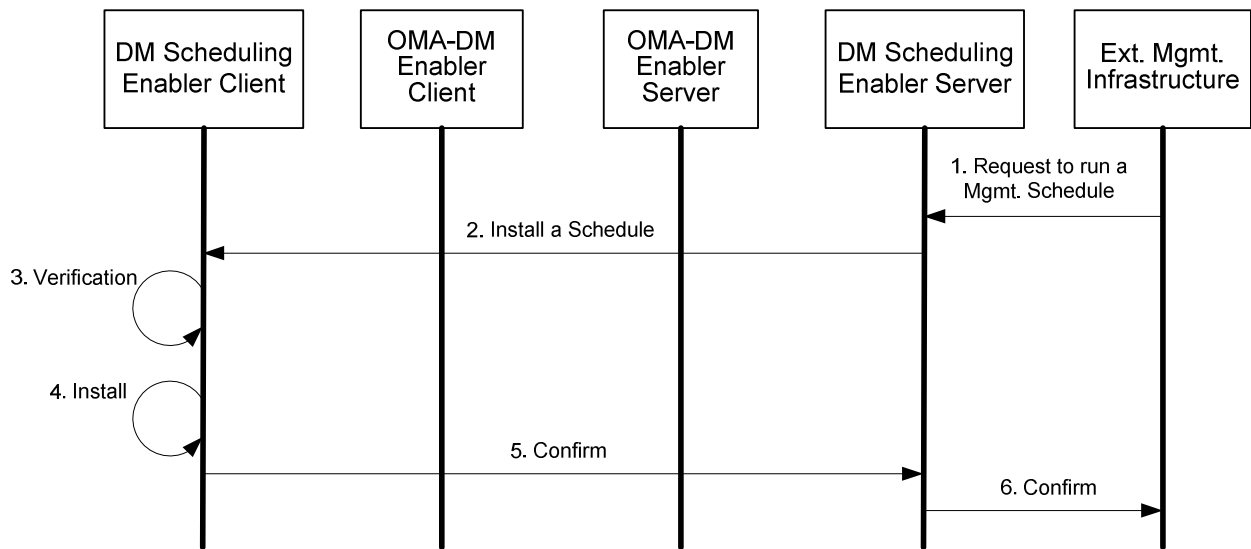 DM Scheduling
Enabler Client
OMA-DM
Enabler
Client
OMA-DM
Enabler
Server
DM Scheduling
Enabler Server
Ext. Mgmt.
Infrastructure
1. Request to run a
Mgmt. Schedule
2. Install a Schedule
3. Verification
4. Install
5. Confirm
6. Confirm